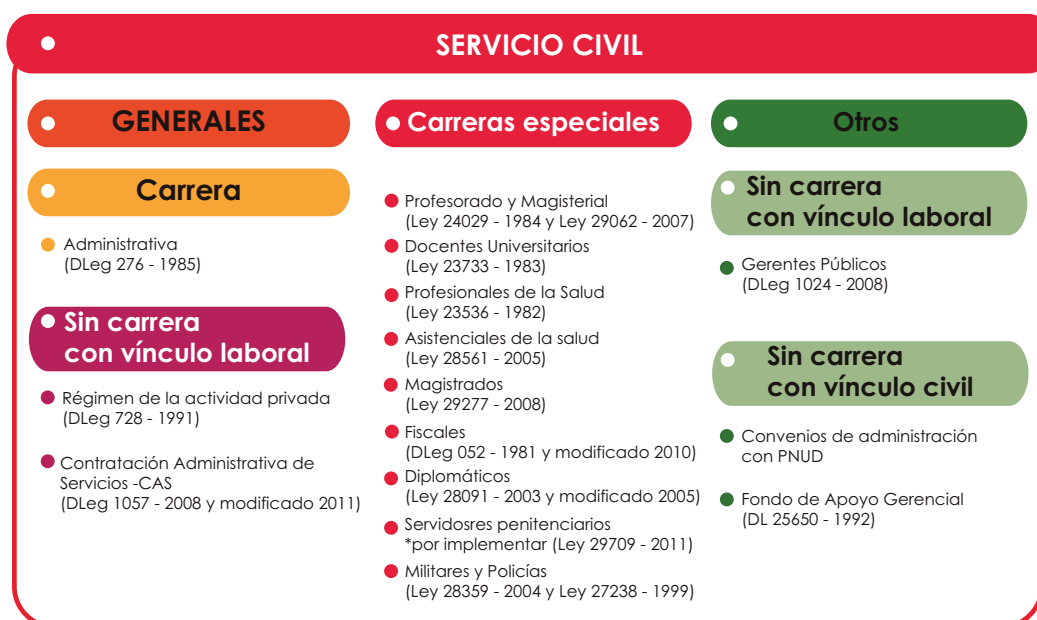 SERVICIO CIVIL
GENERALES
Carrera
Administrativa
(DLeg 276 - 1985)
Sin carrera
con vínculo laboral
Régimen de la actividad privada
(DLeg 728 - 1991)
Contratación Administrativa de
Servicios -CAS
(DLeg 1057 - 2008 y modificado 2011)
Carreras especiales
Profesorado y Magisterial
(Ley 24029 - 1984 y Ley 29062 - 2007)
Docentes Universitarios
(Ley 23733 - 1983)
Profesionales de la Salud
(Ley 23536 - 1982)
Asistenciales de la salud
(Ley 28561 - 2005)
Magistrados
(Ley 29277 - 2008)
Fiscales
(DLeg 052 - 1981 y modificado 2010)
Diplomáticos
(Ley 28091 - 2003 y modificado 2005)
Servidosres penitenciarios
*por implementar (Ley 29709 - 2011)
Militares y Policías
(Ley 28359 - 2004 y Ley 27238 - 1999)
Otros
Sin carrera
con vínculo laboral
Gerentes Públicos
(DLeg 1024 - 2008)
Sin carrera
con vínculo civil
Convenios de administración
con PNUD
Fondo de Apoyo Gerencial
(DL 25650 - 1992)